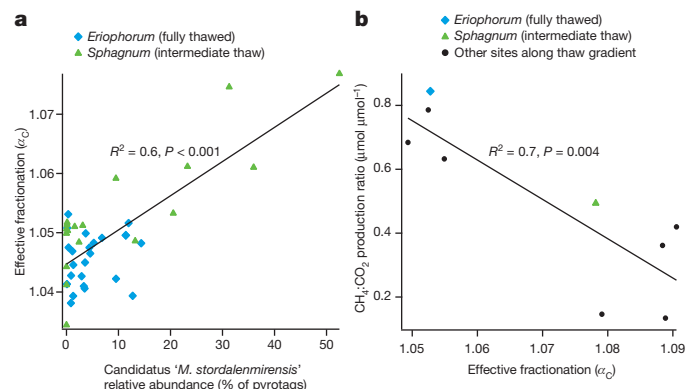 a
Eriophorum (fully thawed)
Sphagnum (intermediate thaw)
Effective fractionation (αC)
1.07
1.06
1.05
1.04
R² = 0.6, P < 0.001
0 10 20 30 40 50
Candidatus ‘M. stordalenmirensis’
relative abundance (% of pyrotags)
b
Eriophorum (fully thawed)
Sphagnum (intermediate thaw)
Other sites along thaw gradient
CH₄:CO₂ production ratio (μmol μmol⁻¹)
0.8
0.6
0.4
0.2
R² = 0.7, P = 0.004
1.05 1.06 1.07 1.08 1.09
Effective fractionation (αC)